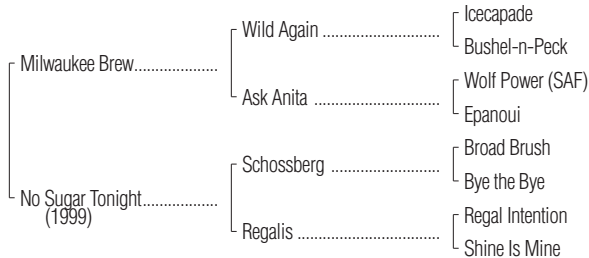 Icecapade
Wild Again ........................
Bushel-n-Peck
Milwaukee Brew.................
Wolf Power (SAF)
Ask Anita ..........................
Epanoui
Broad Brush
Schossberg ......................
Bye the Bye
No Sugar Tonight...............
(1999)
Regal Intention
Regalis .............................
Shine Is Mine